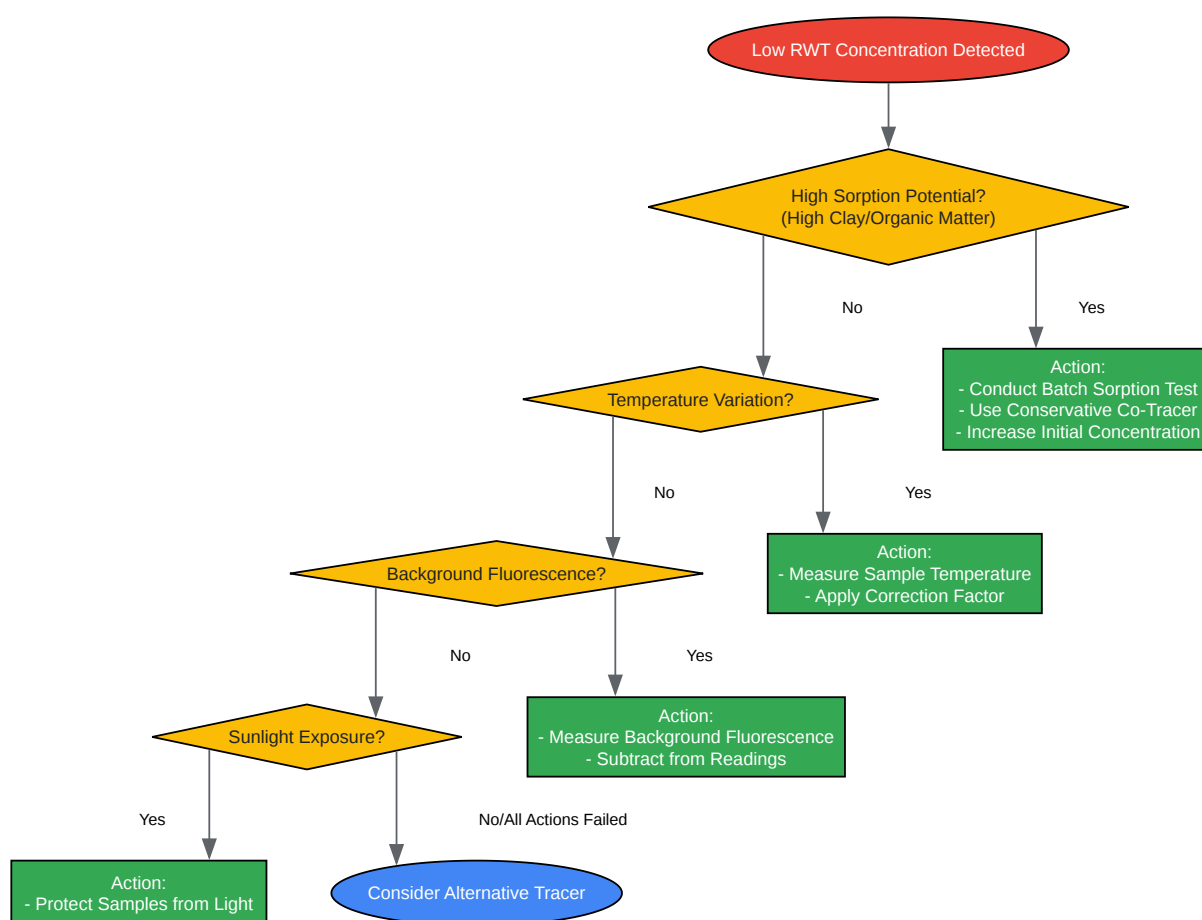 Low RWT Concentration Detected
High Sorption Potential?
(High Clay/Organic Matter)
No
Yes
Action:
- Conduct Batch Sorption Test
- Use Conservative Co-Tracer
- Increase Initial Concentration
Temperature Variation?
No
Yes
Action:
- Measure Sample Temperature
- Apply Correction Factor
Background Fluorescence?
No
Yes
Action:
- Measure Background Fluorescence
- Subtract from Readings
Sunlight Exposure?
Yes
No/All Actions Failed
Action:
- Protect Samples from Light
Consider Alternative Tracer